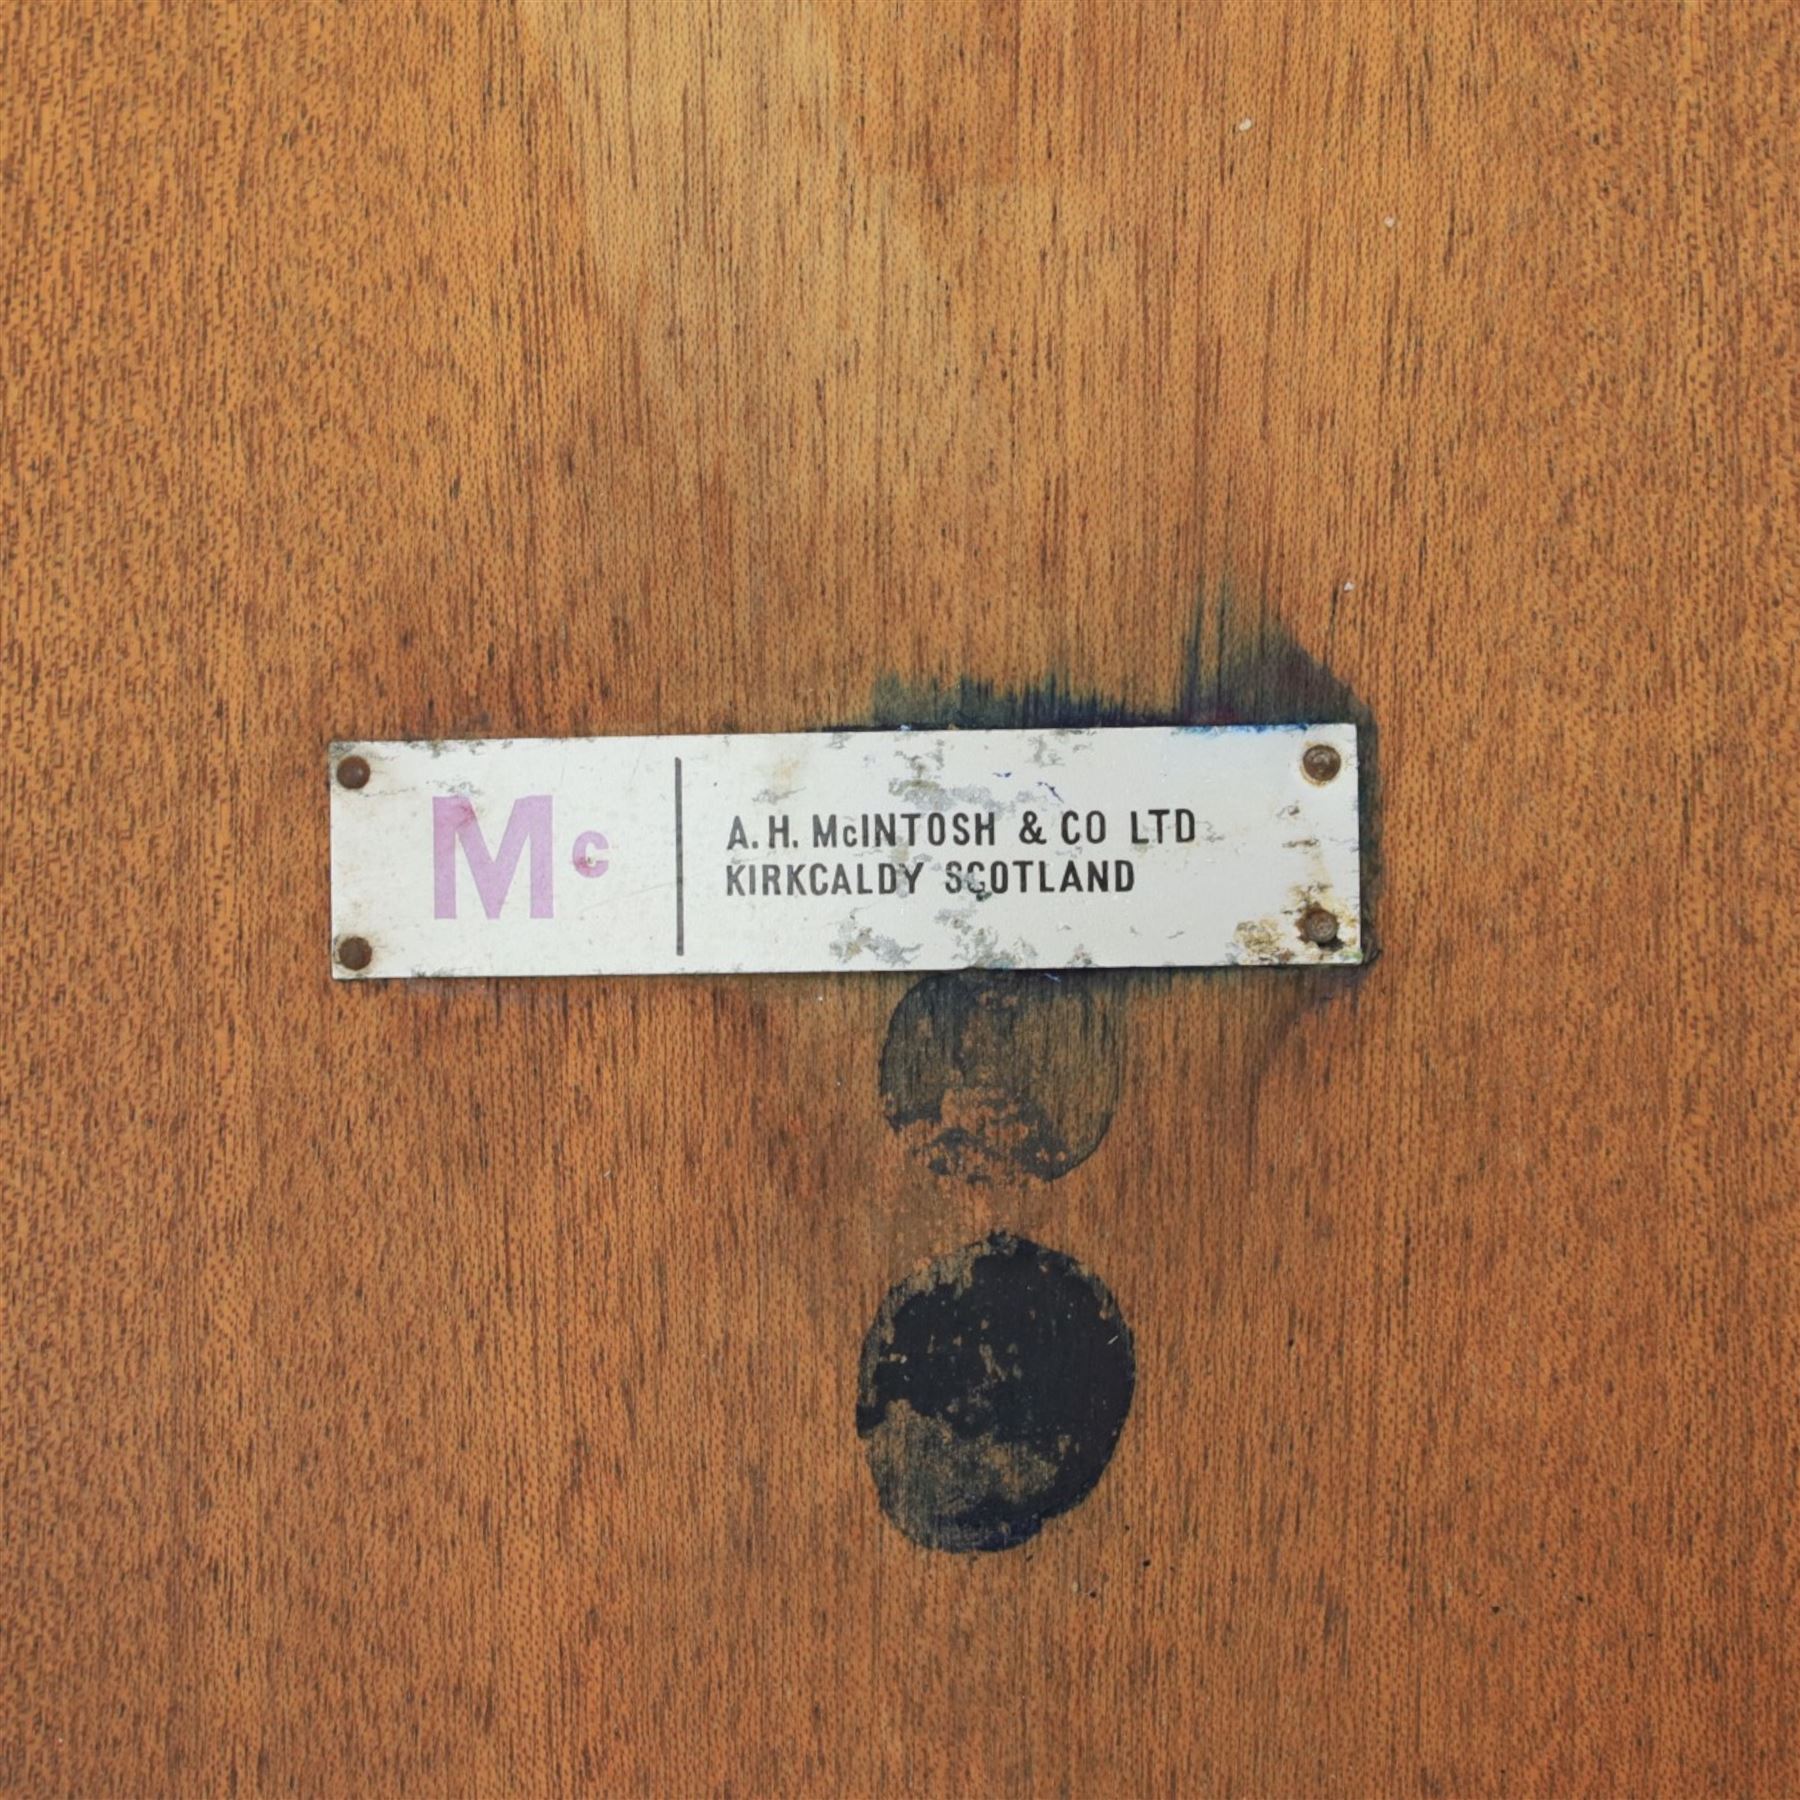 Mc
A. H. McINTOSH & CO LTD
KIRKCALDY SCOTLAND